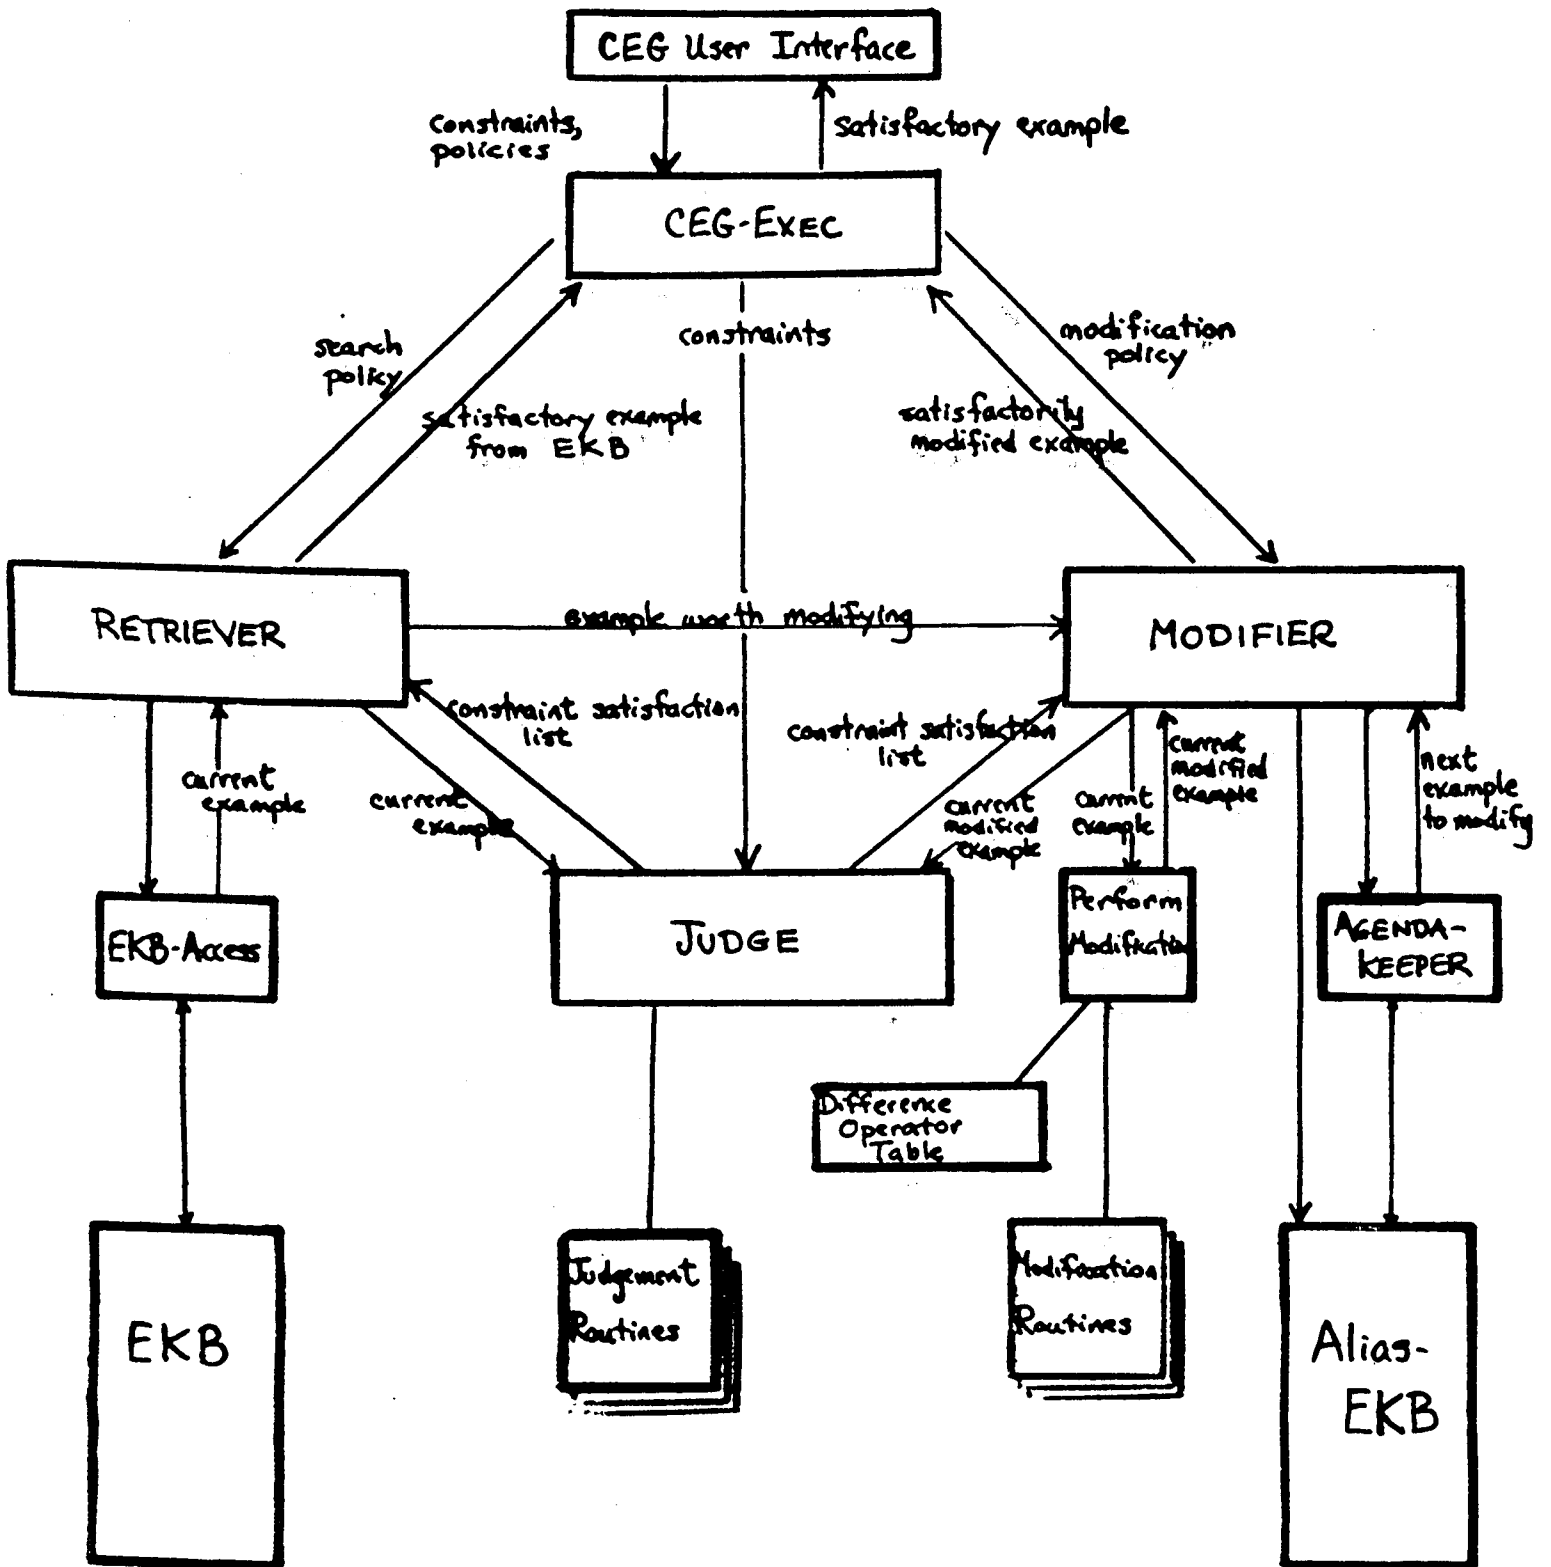 CEG User Interface
constraints,
policies
satisfactory example
CEG-EXEC
search
policy
constraints
modification
policy
satisfactory example
from EKB
satisfactorily
modified example
RETRIEVER
example worth modifying
MODIFIER
constraint satisfaction
list
constraint satisfaction
list
current
example
current
example
current
modified
example
current
example
current
modified
example
next
example
to modify
EKB-Access
JUDGE
Perform
Modification
AGENDA-
KEEPER
Difference
Operator
Table
Judgement
Routines
Modification
Routines
EKB
Alias-
EKB